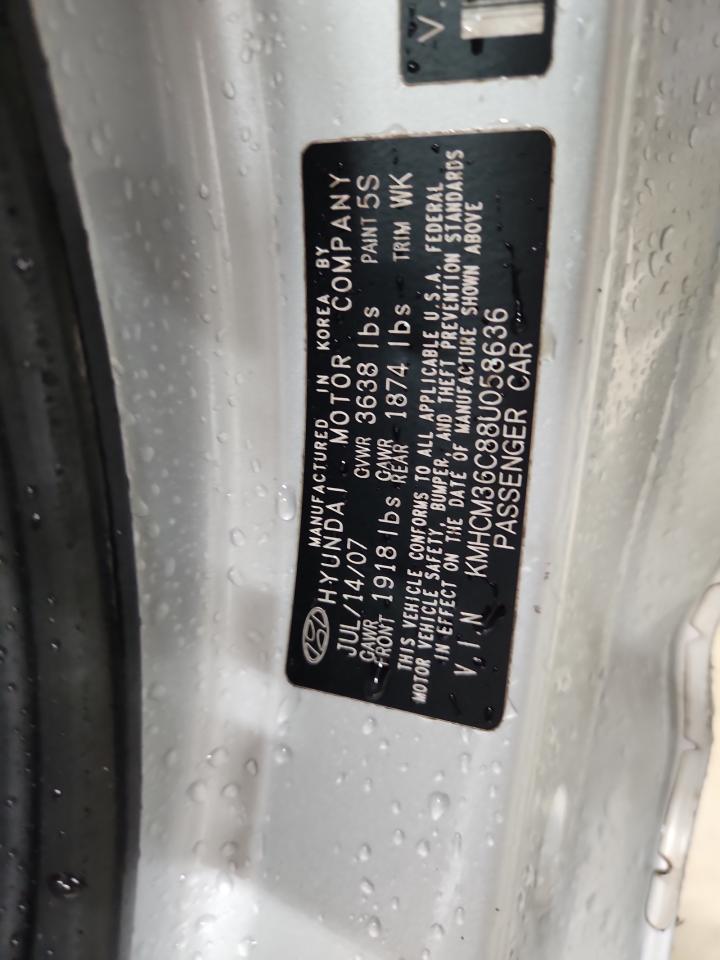 V
MANUFACTURED IN KOREA BY
HYUNDAI MOTOR COMPANY
JUL/14/07 GVWR 3638 lbs PAINT 5S
GAWR FRONT 1918 lbs GAWR REAR 1874 lbs TRIM WK
THIS VEHICLE CONFORMS TO ALL APPLICABLE U.S.A. FEDERAL
MOTOR VEHICLE SAFETY, BUMPER, AND THEFT PREVENTION STANDARDS
IN EFFECT ON THE DATE OF MANUFACTURE SHOWN ABOVE
V I N KMHCM36C88U058636
PASSENGER CAR